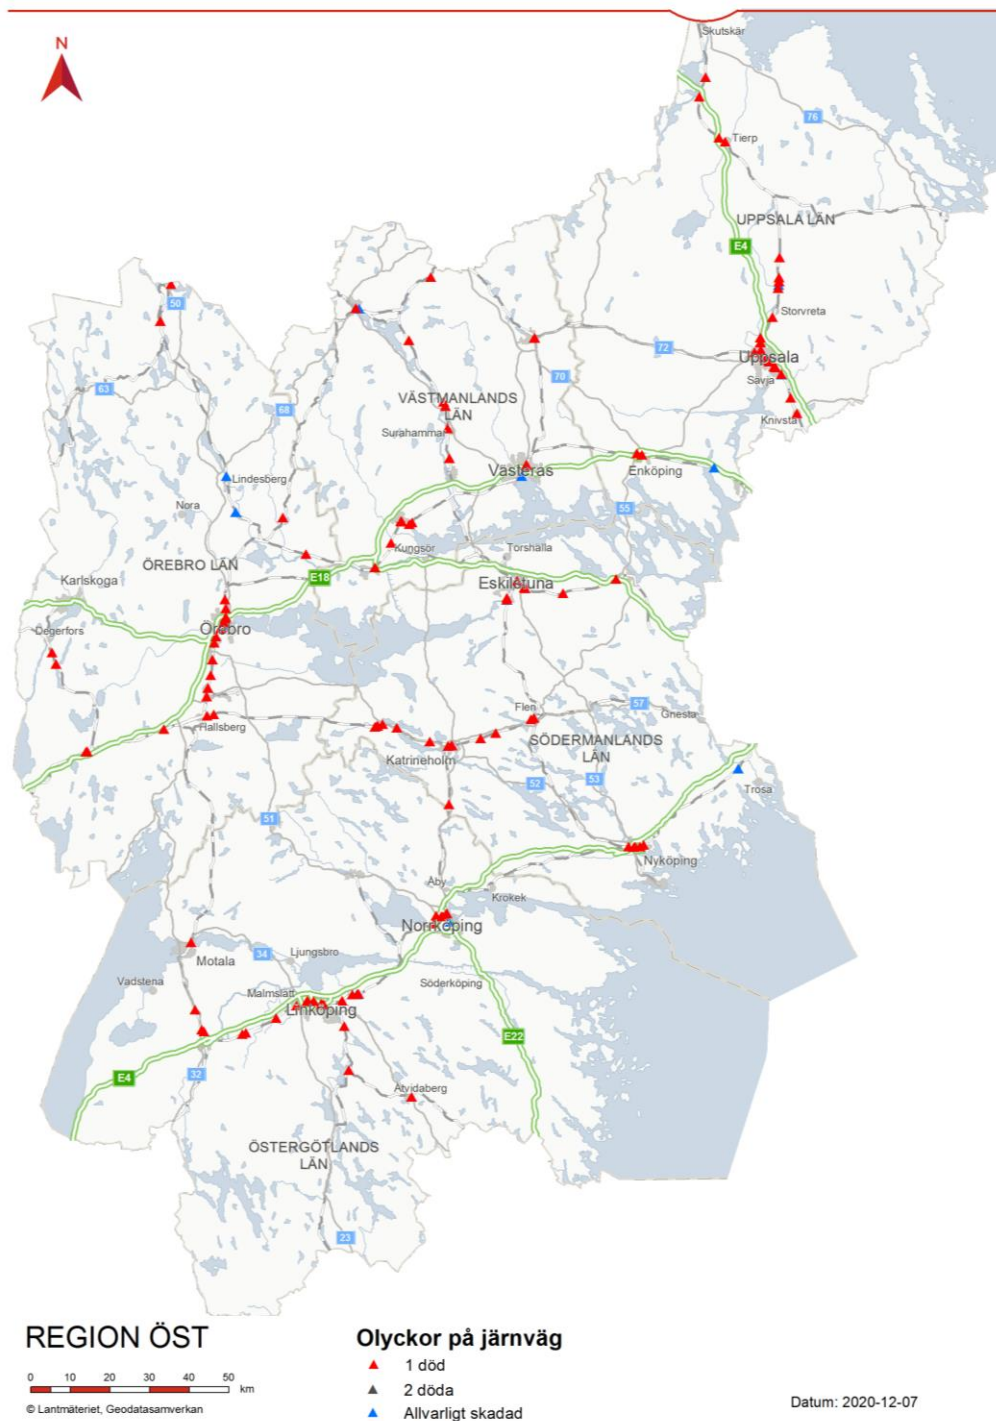 N
Skutskär
76
Tierp
UPPSALA LÄN
E4
50
Storvreta
72
Uppsala
63
70
Sävja
68
VÄSTMANLANDS
LÄN
Knivsta
Surahammar
Västerås
Enköping
Lindesberg
Nora
55
Kungsör
Torshälla
ÖREBRO LÄN
E18
Karlskoga
Eskilstuna
Degerfors
Örebro
57
Flen
Gnesta
Hallsberg
SÖDERMANLANDS
LÄN
Katrineholm
52
53
Trosa
51
Nyköping
Åby
Krokek
Norrköping
Motala
34
Ljungsbro
Vadstena
Söderköping
Malmslätt
Linköping
E22
32
E4
Åtvidaberg
ÖSTERGÖTLANDS
LÄN
23
REGION ÖST
Olyckor på järnväg
1 död
0 10 20 30 40 50
km
2 döda
© Lantmäteriet, Geodatasamverkan
Datum: 2020-12-07
Allvarligt skadad